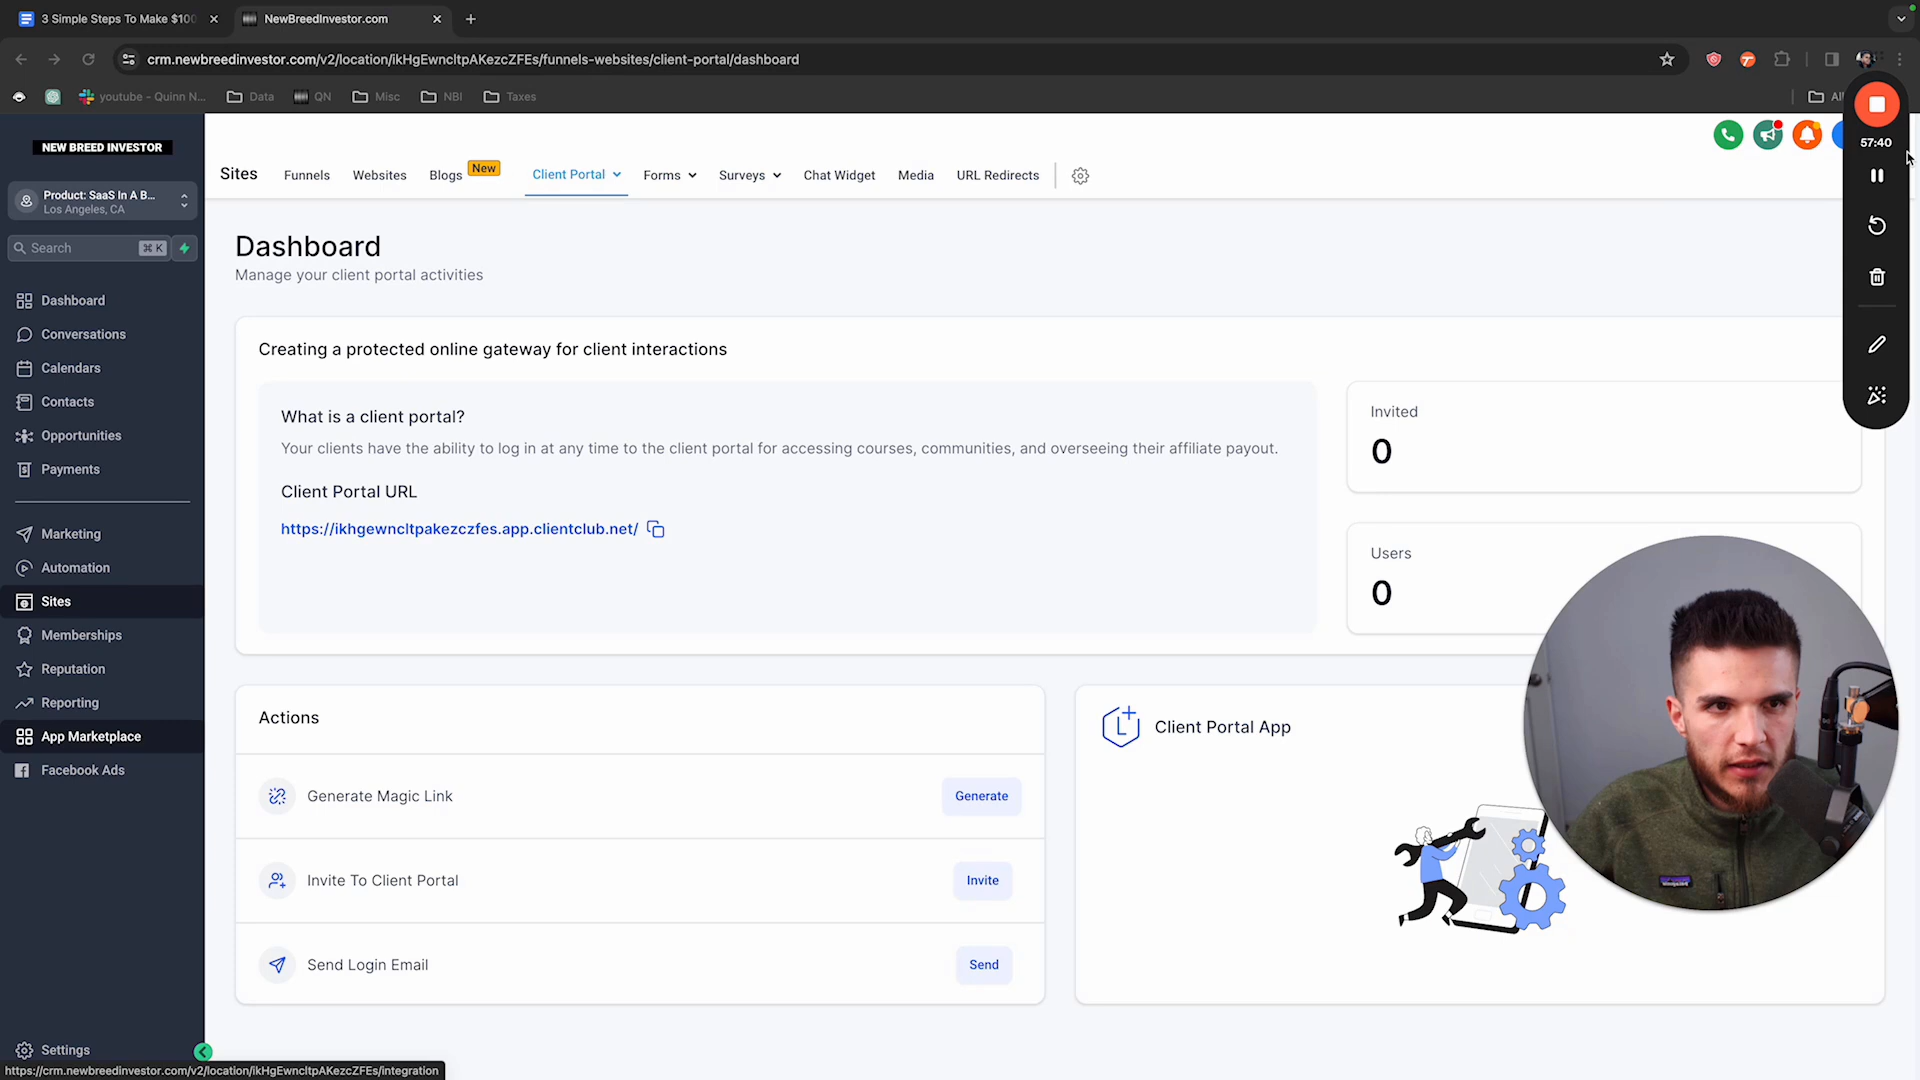 3 Simple Steps To Make $100
NewBreedInvestor.com
crm.newbreedinvestor.com/v2/location/ikHgEwncltpAKezcZFEs/funnels-websites/client-portal/dashboard
youtube - Quinn N...
Data
QN
Misc
NBI
Taxes
All
57:40
NEW BREED INVESTOR
Product: SaaS In A B...
Los Angeles, CA
Search
⌘ K
Dashboard
Conversations
Calendars
Contacts
Opportunities
Payments
Marketing
Automation
Sites
Memberships
Reputation
Reporting
App Marketplace
Facebook Ads
Settings
Sites
Funnels
Websites
Blogs
New
Client Portal
Forms
Surveys
Chat Widget
Media
URL Redirects
Dashboard
Manage your client portal activities
Creating a protected online gateway for client interactions
What is a client portal?
Your clients have the ability to log in at any time to the client portal for accessing courses, communities, and overseeing their affiliate payout.
Client Portal URL
https://ikhgewncltpakezczfes.app.clientclub.net/
Invited
0
Users
0
Actions
Generate Magic Link
Generate
Invite To Client Portal
Invite
Send Login Email
Send
Client Portal App
https://crm.newbreedinvestor.com/v2/location/ikHgEwncltpAKezcZFEs/integration